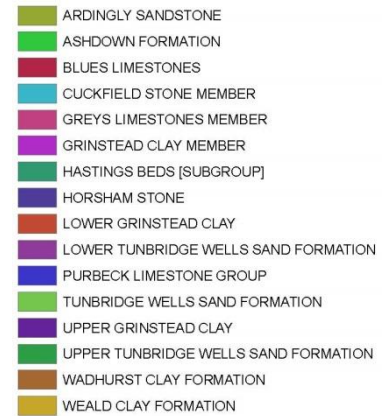 ARDINGLY SANDSTONE
ASHDOWN FORMATION
BLUES LIMESTONES
CUCKFIELD STONE MEMBER
GREYS LIMESTONES MEMBER
GRINSTEAD CLAY MEMBER
HASTINGS BEDS [SUBGROUP]
HORSHAM STONE
LOWER GRINSTEAD CLAY
LOWER TUNBRIDGE WELLS SAND FORMATION
PURBECK LIMESTONE GROUP
TUNBRIDGE WELLS SAND FORMATION
UPPER GRINSTEAD CLAY
UPPER TUNBRIDGE WELLS SAND FORMATION
WADHURST CLAY FORMATION
WEALD CLAY FORMATION